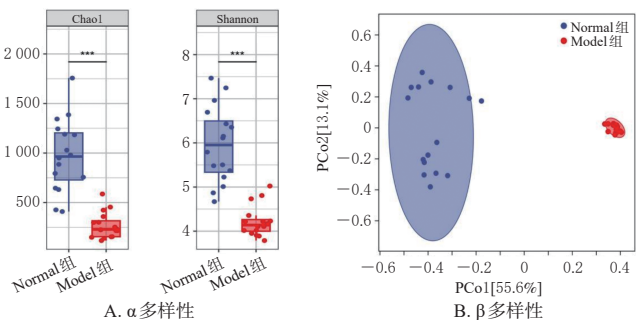 A.
Chao1
Shannon
***
***
2 000
1 500
1 000
500
8
7
6
5
4
Normal组
Model组
Normal组
Model组
A. α多样性
Normal组
Model组
PCo2[13.1%]
0.6
0.4
0.2
0
−0.2
−0.4
−0.6
−0.6
−0.4
−0.2
0
0.2
0.4
PCo1[55.6%]
B. β多样性